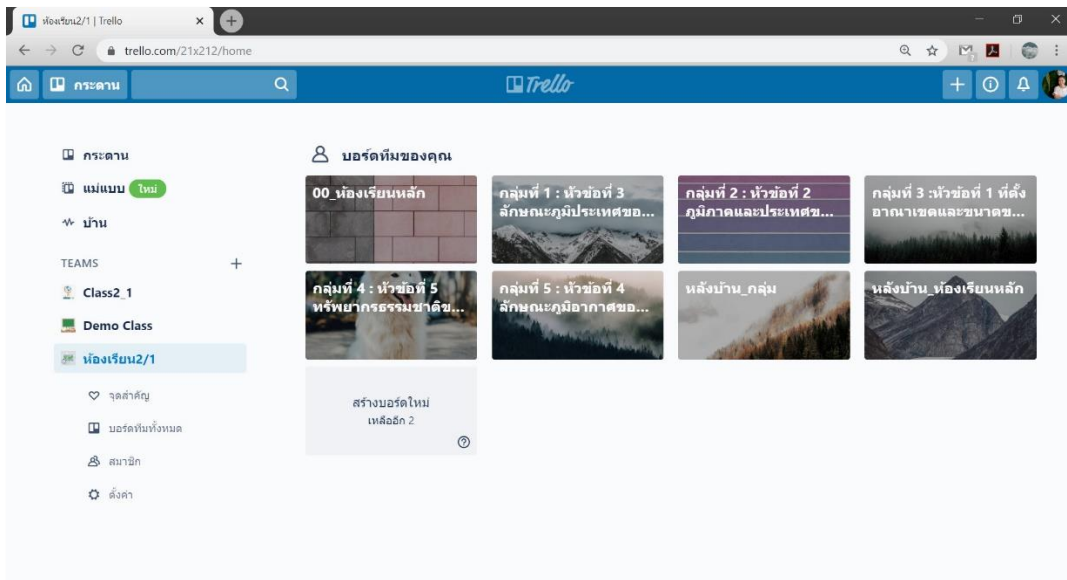 ห้องเรียน2/1 | Trello
trello.com/21x212/home
กระดาน
Trello
กระดาน
แม่แบบ ใหม่
บ้าน
TEAMS
Class2_1
Demo Class
ห้องเรียน2/1
จุดสำคัญ
บอร์ดทีมทั้งหมด
สมาชิก
ตั้งค่า
บอร์ดทีมของคุณ
00_ห้องเรียนหลัก
กลุ่มที่ 1 : หัวข้อที่ 3
ลักษณะภูมิประเทศขอ...
กลุ่มที่ 2 : หัวข้อที่ 2
ภูมิภาคและประเทศข...
กลุ่มที่ 3 :หัวข้อที่ 1 ที่ตั้ง
อาณาเขตและขนาดข...
กลุ่มที่ 4 : หัวข้อที่ 5
ทรัพยากรธรรมชาติข...
กลุ่มที่ 5 : หัวข้อที่ 4
ลักษณะภูมิอากาศขอ...
หลังบ้าน_กลุ่ม
หลังบ้าน_ห้องเรียนหลัก
สร้างบอร์ดใหม่
เหลืออีก 2